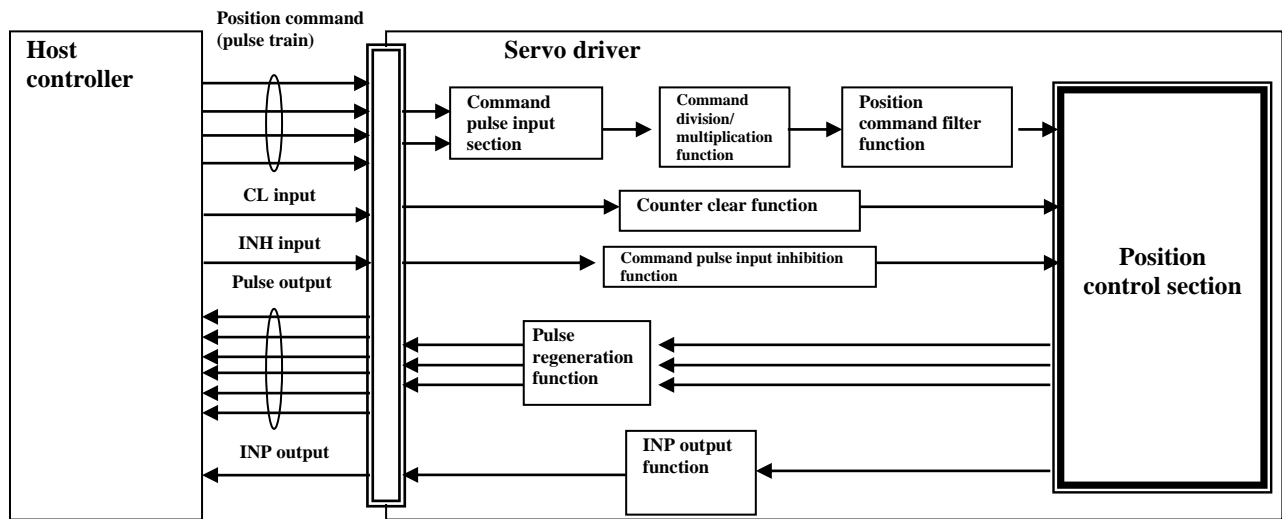 Position command
(pulse train)
Host
controller
Servo driver
Command
pulse input
section
Command
division/
multiplication
function
Position
command filter
function
CL input
Counter clear function
INH input
Command pulse input inhibition
function
Position
control section
Pulse output
Pulse
regeneration
function
INP output
INP output
function